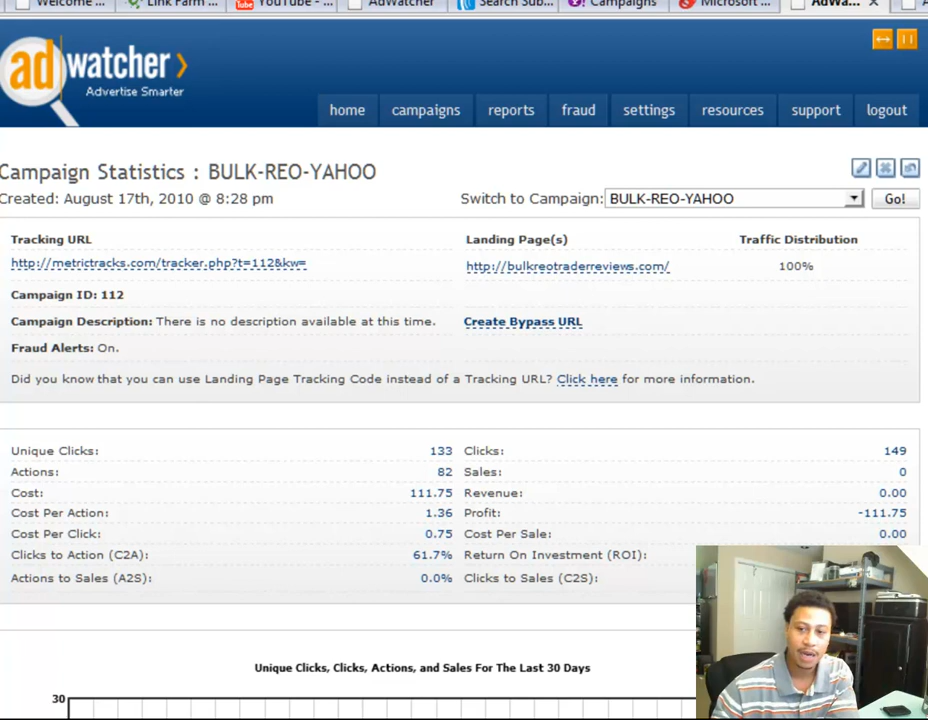 Welcome ...
Link Farm ...
YouTube - ...
AdWatcher
Search Sub...
Campaigns
Microsoft ...
AdWa...
ad watcher
Advertise Smarter
home campaigns reports fraud settings resources support logout
Campaign Statistics : BULK-REO-YAHOO
Created: August 17th, 2010 @ 8:28 pm
Switch to Campaign: BULK-REO-YAHOO Go!
Tracking URL Landing Page(s) Traffic Distribution
http://metrictracks.com/tracker.php?t=112&kw= http://bulkreotraderreviews.com/ 100%
Campaign ID: 112
Campaign Description: There is no description available at this time. Create Bypass URL
Fraud Alerts: On.
Did you know that you can use Landing Page Tracking Code instead of a Tracking URL? Click here for more information.
Unique Clicks: 133 Clicks: 149
Actions: 82 Sales: 0
Cost: 111.75 Revenue: 0.00
Cost Per Action: 1.36 Profit: -111.75
Cost Per Click: 0.75 Cost Per Sale: 0.00
Clicks to Action (C2A): 61.7% Return On Investment (ROI):
Actions to Sales (A2S): 0.0% Clicks to Sales (C2S):
Unique Clicks, Clicks, Actions, and Sales For The Last 30 Days
30